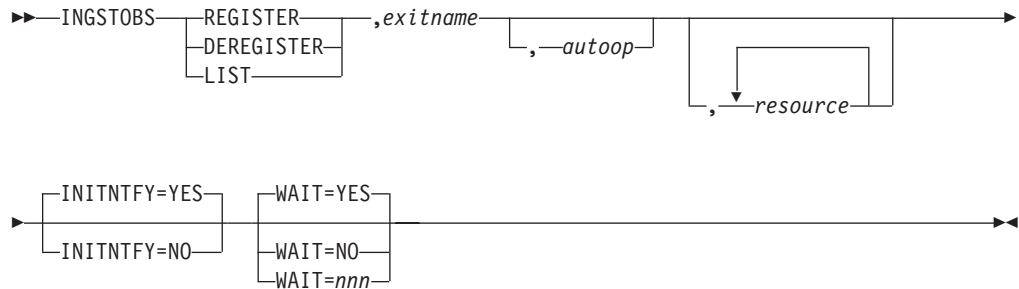 INGSTOBS REGISTER ,exitname
DEREGISTER , autoop
LIST
, resource
INITNTFY=YES WAIT=YES
INITNTFY=NO WAIT=NO
WAIT=nnn